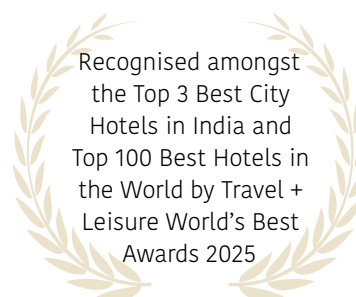 Recognised amongst
the Top 3 Best City
Hotels in India and
Top 100 Best Hotels in
the World by Travel +
Leisure World’s Best
Awards 2025